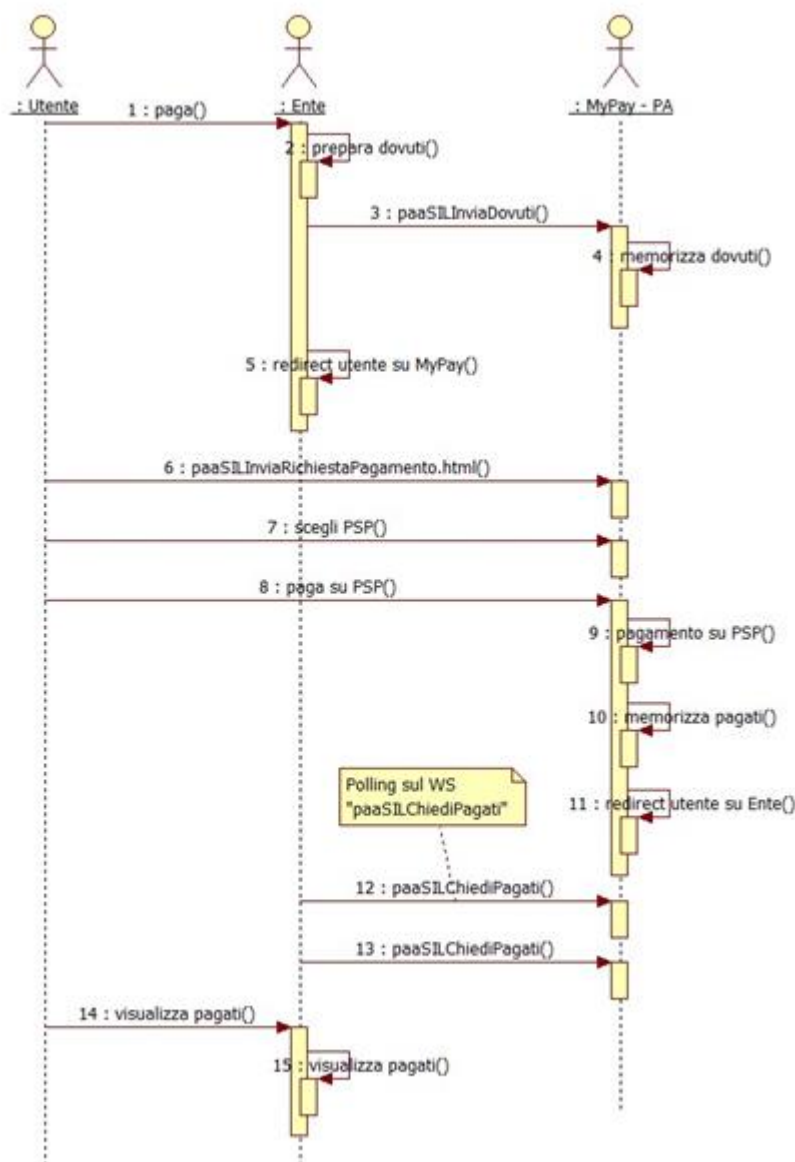 : Utente
: Ente
: MyPay - PA
1 : paga()
2 : prepara dovuti()
3 : paaSILInviaDovuti()
4 : memorizza dovuti()
5 : redirect utente su MyPay()
6 : paaSILInviaRichiestaPagamento.html()
7 : scegli PSP()
8 : paga su PSP()
9 : pagamento su PSP()
10 : memorizza pagati()
Polling sul WS
"paaSILChiediPagati"
11 : redirect utente su Ente()
12 : paaSILChiediPagati()
13 : paaSILChiediPagati()
14 : visualizza pagati()
15 : visualizza pagati()